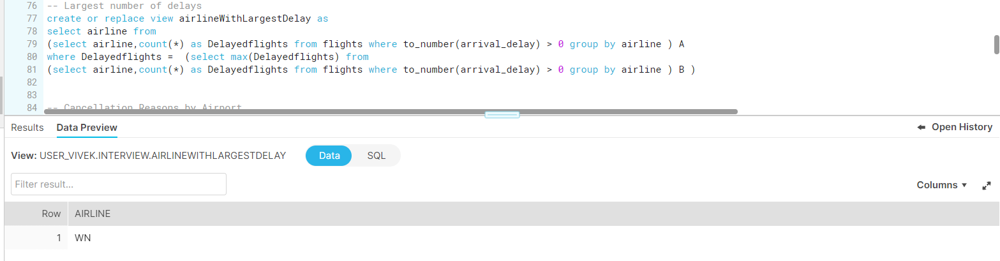 76 -- Largest number of delays
77 create or replace view airlineWithLargestDelay as
78 select airline from
79 (select airline,count(*) as Delayedflights from flights where to_number(arrival_delay) > 0 group by airline ) A
80 where Delayedflights =  (select max(Delayedflights) from
81 (select airline,count(*) as Delayedflights from flights where to_number(arrival_delay) > 0 group by airline ) B )
82
83
84 -- Cancellation Reasons by Airport
Results Data Preview Open History
View: USER_VIVEK.INTERVIEW.AIRLINEWITHLARGESTDELAY Data SQL
Filter result...
Columns
Row AIRLINE
1 WN